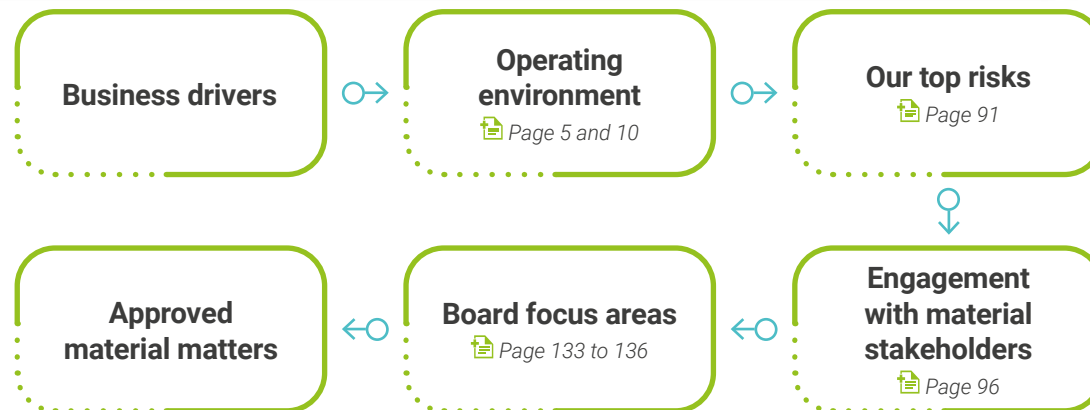 Business drivers
Operating
environment
Page 5 and 10
Our top risks
Page 91
Engagement
with material
stakeholders
Page 96
Board focus areas
Page 133 to 136
Approved
material matters